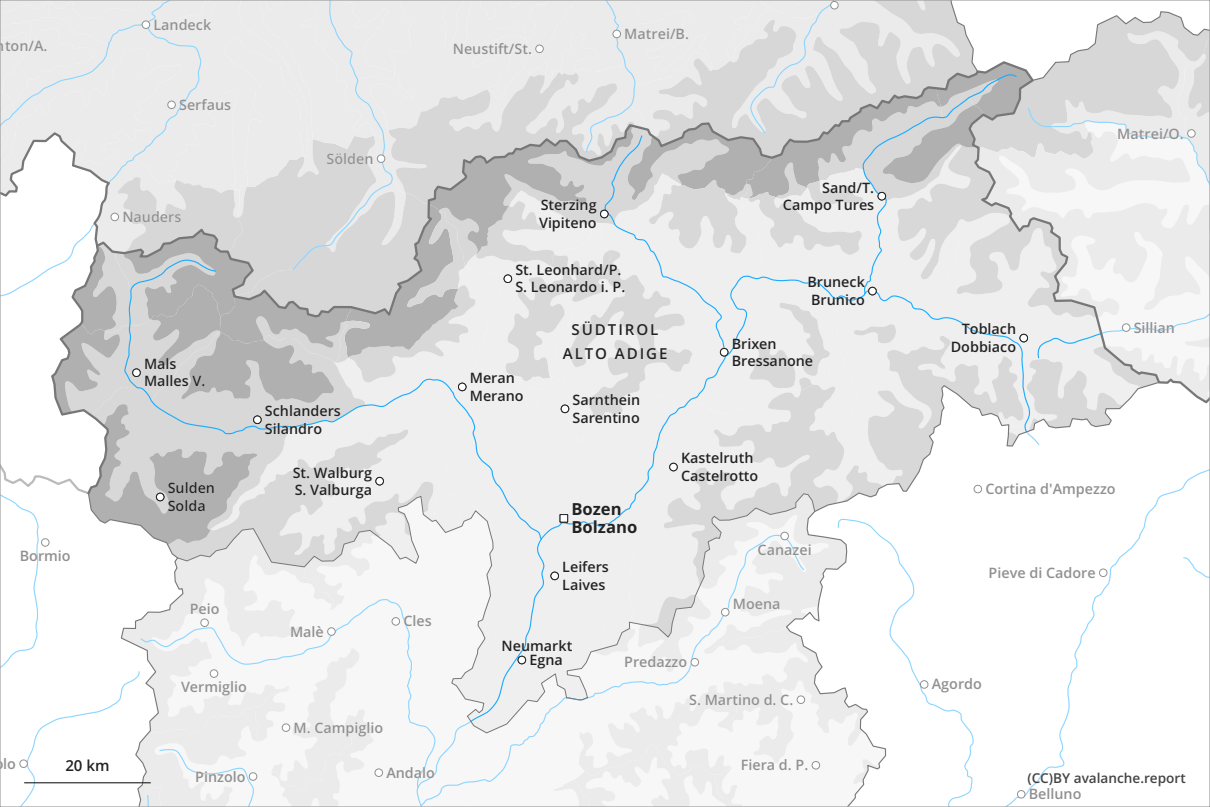 Landeck
nton/A.
Neustift/St.
Matrei/B.
Serfaus
Matrei/O.
Sölden
Sand/T.
Campo Tures
Nauders
Sterzing
Vipiteno
St. Leonhard/P.
S. Leonardo i. P.
Bruneck
Brunico
SÜDTIROL
ALTO ADIGE
Toblach
Dobbiaco
Sillian
Brixen
Bressanone
Mals
Malles V.
Meran
Merano
Sarnthein
Sarentino
Schlanders
Silandro
Kastelruth
Castelrotto
St. Walburg
S. Valburga
Sulden
Solda
Cortina d'Ampezzo
Bozen
Bolzano
Bormio
Canazei
Leifers
Laives
Pieve di Cadore
Peio
Moena
Malè
Cles
Neumarkt
Egna
Predazzo
Vermiglio
Agordo
S. Martino d. C.
M. Campiglio
olo
20 km
Pinzolo
Andalo
Fiera d. P.
(CC)BY avalanche.report
Belluno